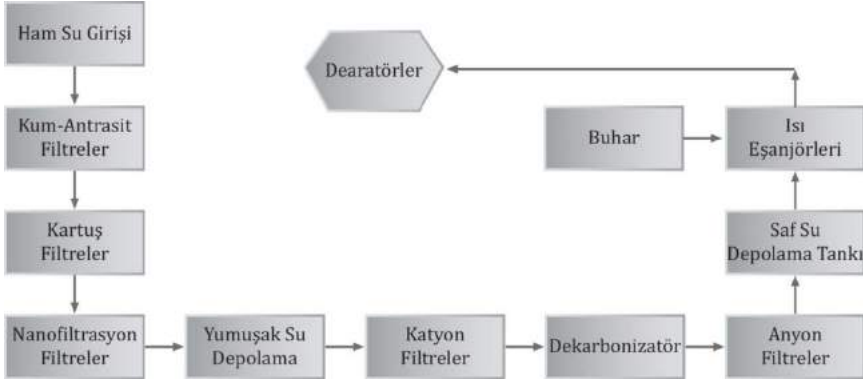 Ham Su Girişi
Kum-Antrasit
Filtreler
Kartuş
Filtreler
Nanofiltrasyon
Filtreler
Yumuşak Su
Depolama
Katyon
Filtreler
Dekarbonizatör
Anyon
Filtreler
Saf Su
Depolama Tankı
Isı
Eşanjörleri
Buhar
Dearatörler